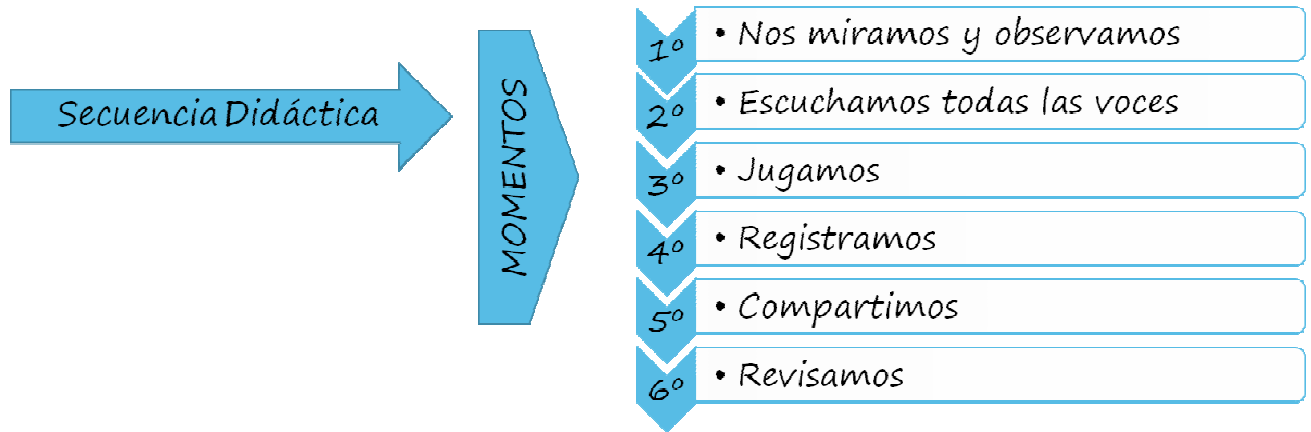 Secuencia Didáctica
MOMENTOS
1º
• Nos miramos y observamos
2º
• Escuchamos todas las voces
3º
• Jugamos
4º
• Registramos
5º
• Compartimos
6º
• Revisamos